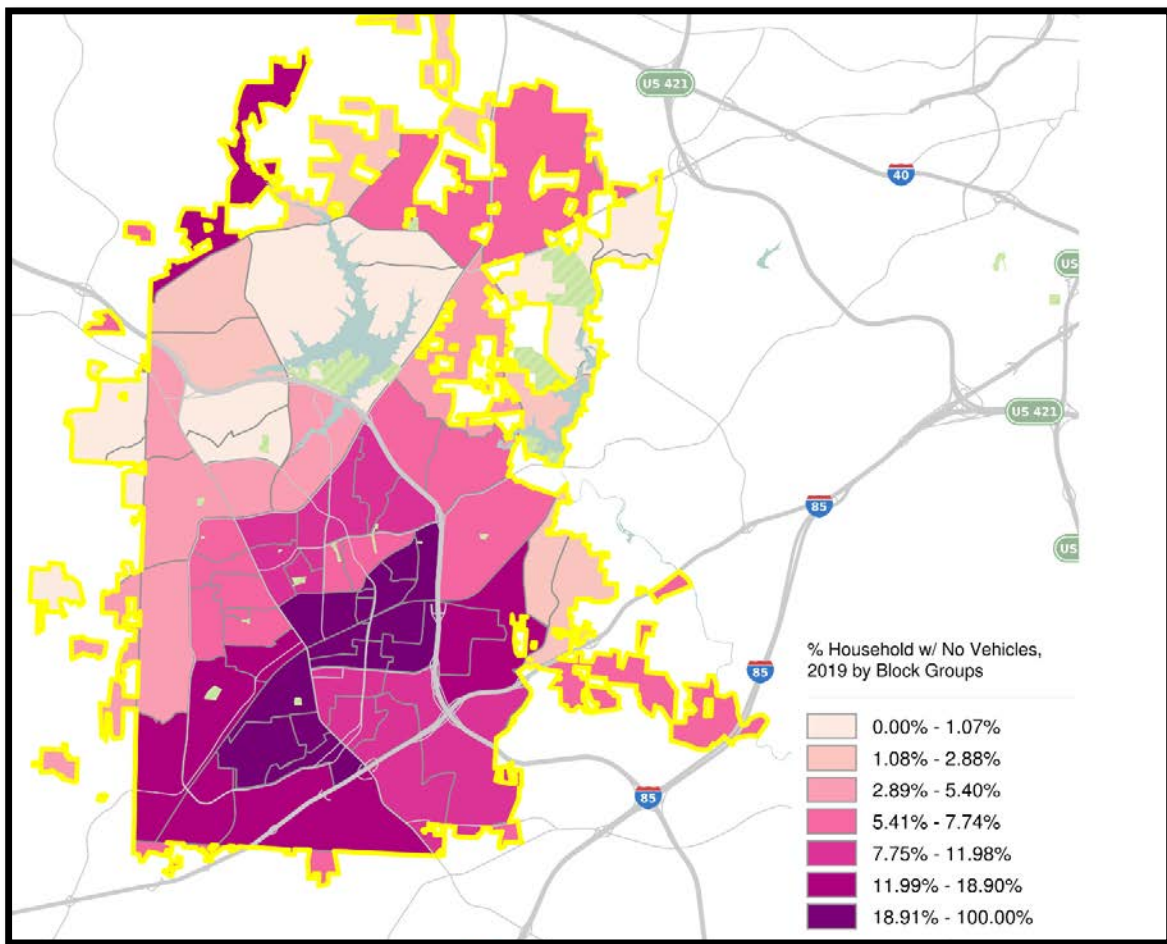 US 421
40
US
US 421
85
US
% Household w/ No Vehicles,
2019 by Block Groups
85
0.00% - 1.07%
1.08% - 2.88%
2.89% - 5.40%
85
5.41% - 7.74%
7.75% - 11.98%
11.99% - 18.90%
18.91% - 100.00%